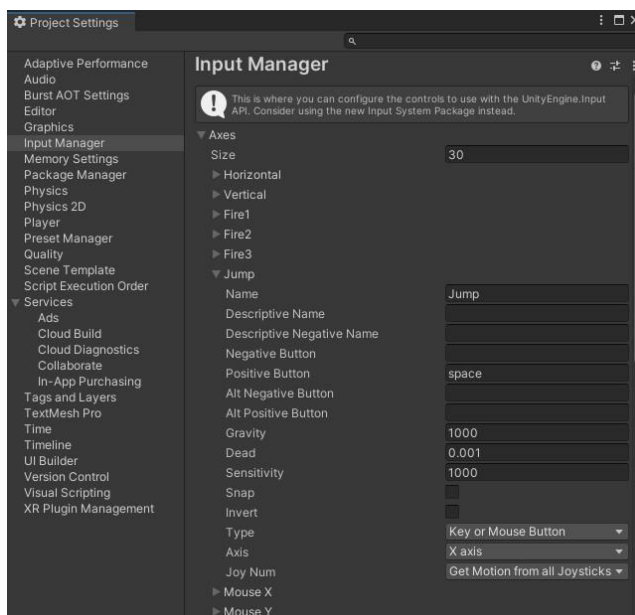 Project Settings
Adaptive Performance
Audio
Burst AOT Settings
Editor
Graphics
Input Manager
Memory Settings
Package Manager
Physics
Physics 2D
Player
Preset Manager
Quality
Scene Template
Script Execution Order
Services
Ads
Cloud Build
Cloud Diagnostics
Collaborate
In-App Purchasing
Tags and Layers
TextMesh Pro
Time
Timeline
UI Builder
Version Control
Visual Scripting
XR Plugin Management
Input Manager
This is where you can configure the controls to use with the UnityEngine.Input
API. Consider using the new Input System Package instead.
Axes
Size 30
Horizontal
Vertical
Fire1
Fire2
Fire3
Jump
Name Jump
Descriptive Name
Descriptive Negative Name
Negative Button
Positive Button space
Alt Negative Button
Alt Positive Button
Gravity 1000
Dead 0.001
Sensitivity 1000
Snap
Invert
Type Key or Mouse Button
Axis X axis
Joy Num Get Motion from all Joysticks
Mouse X
Mouse Y